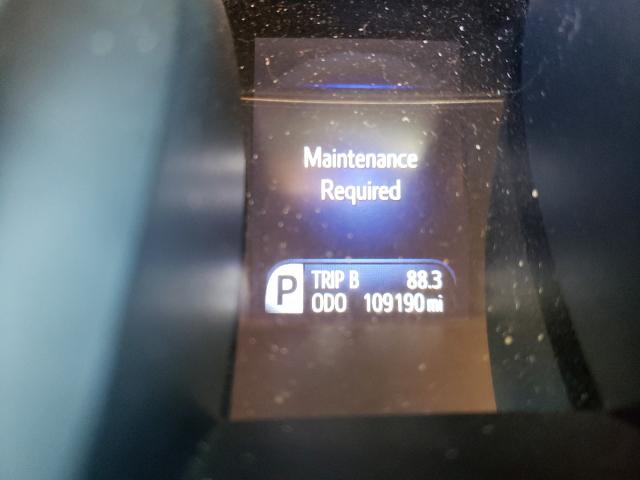 Maintenance
Required
P
TRIP B 88.3
ODO 109190 mi